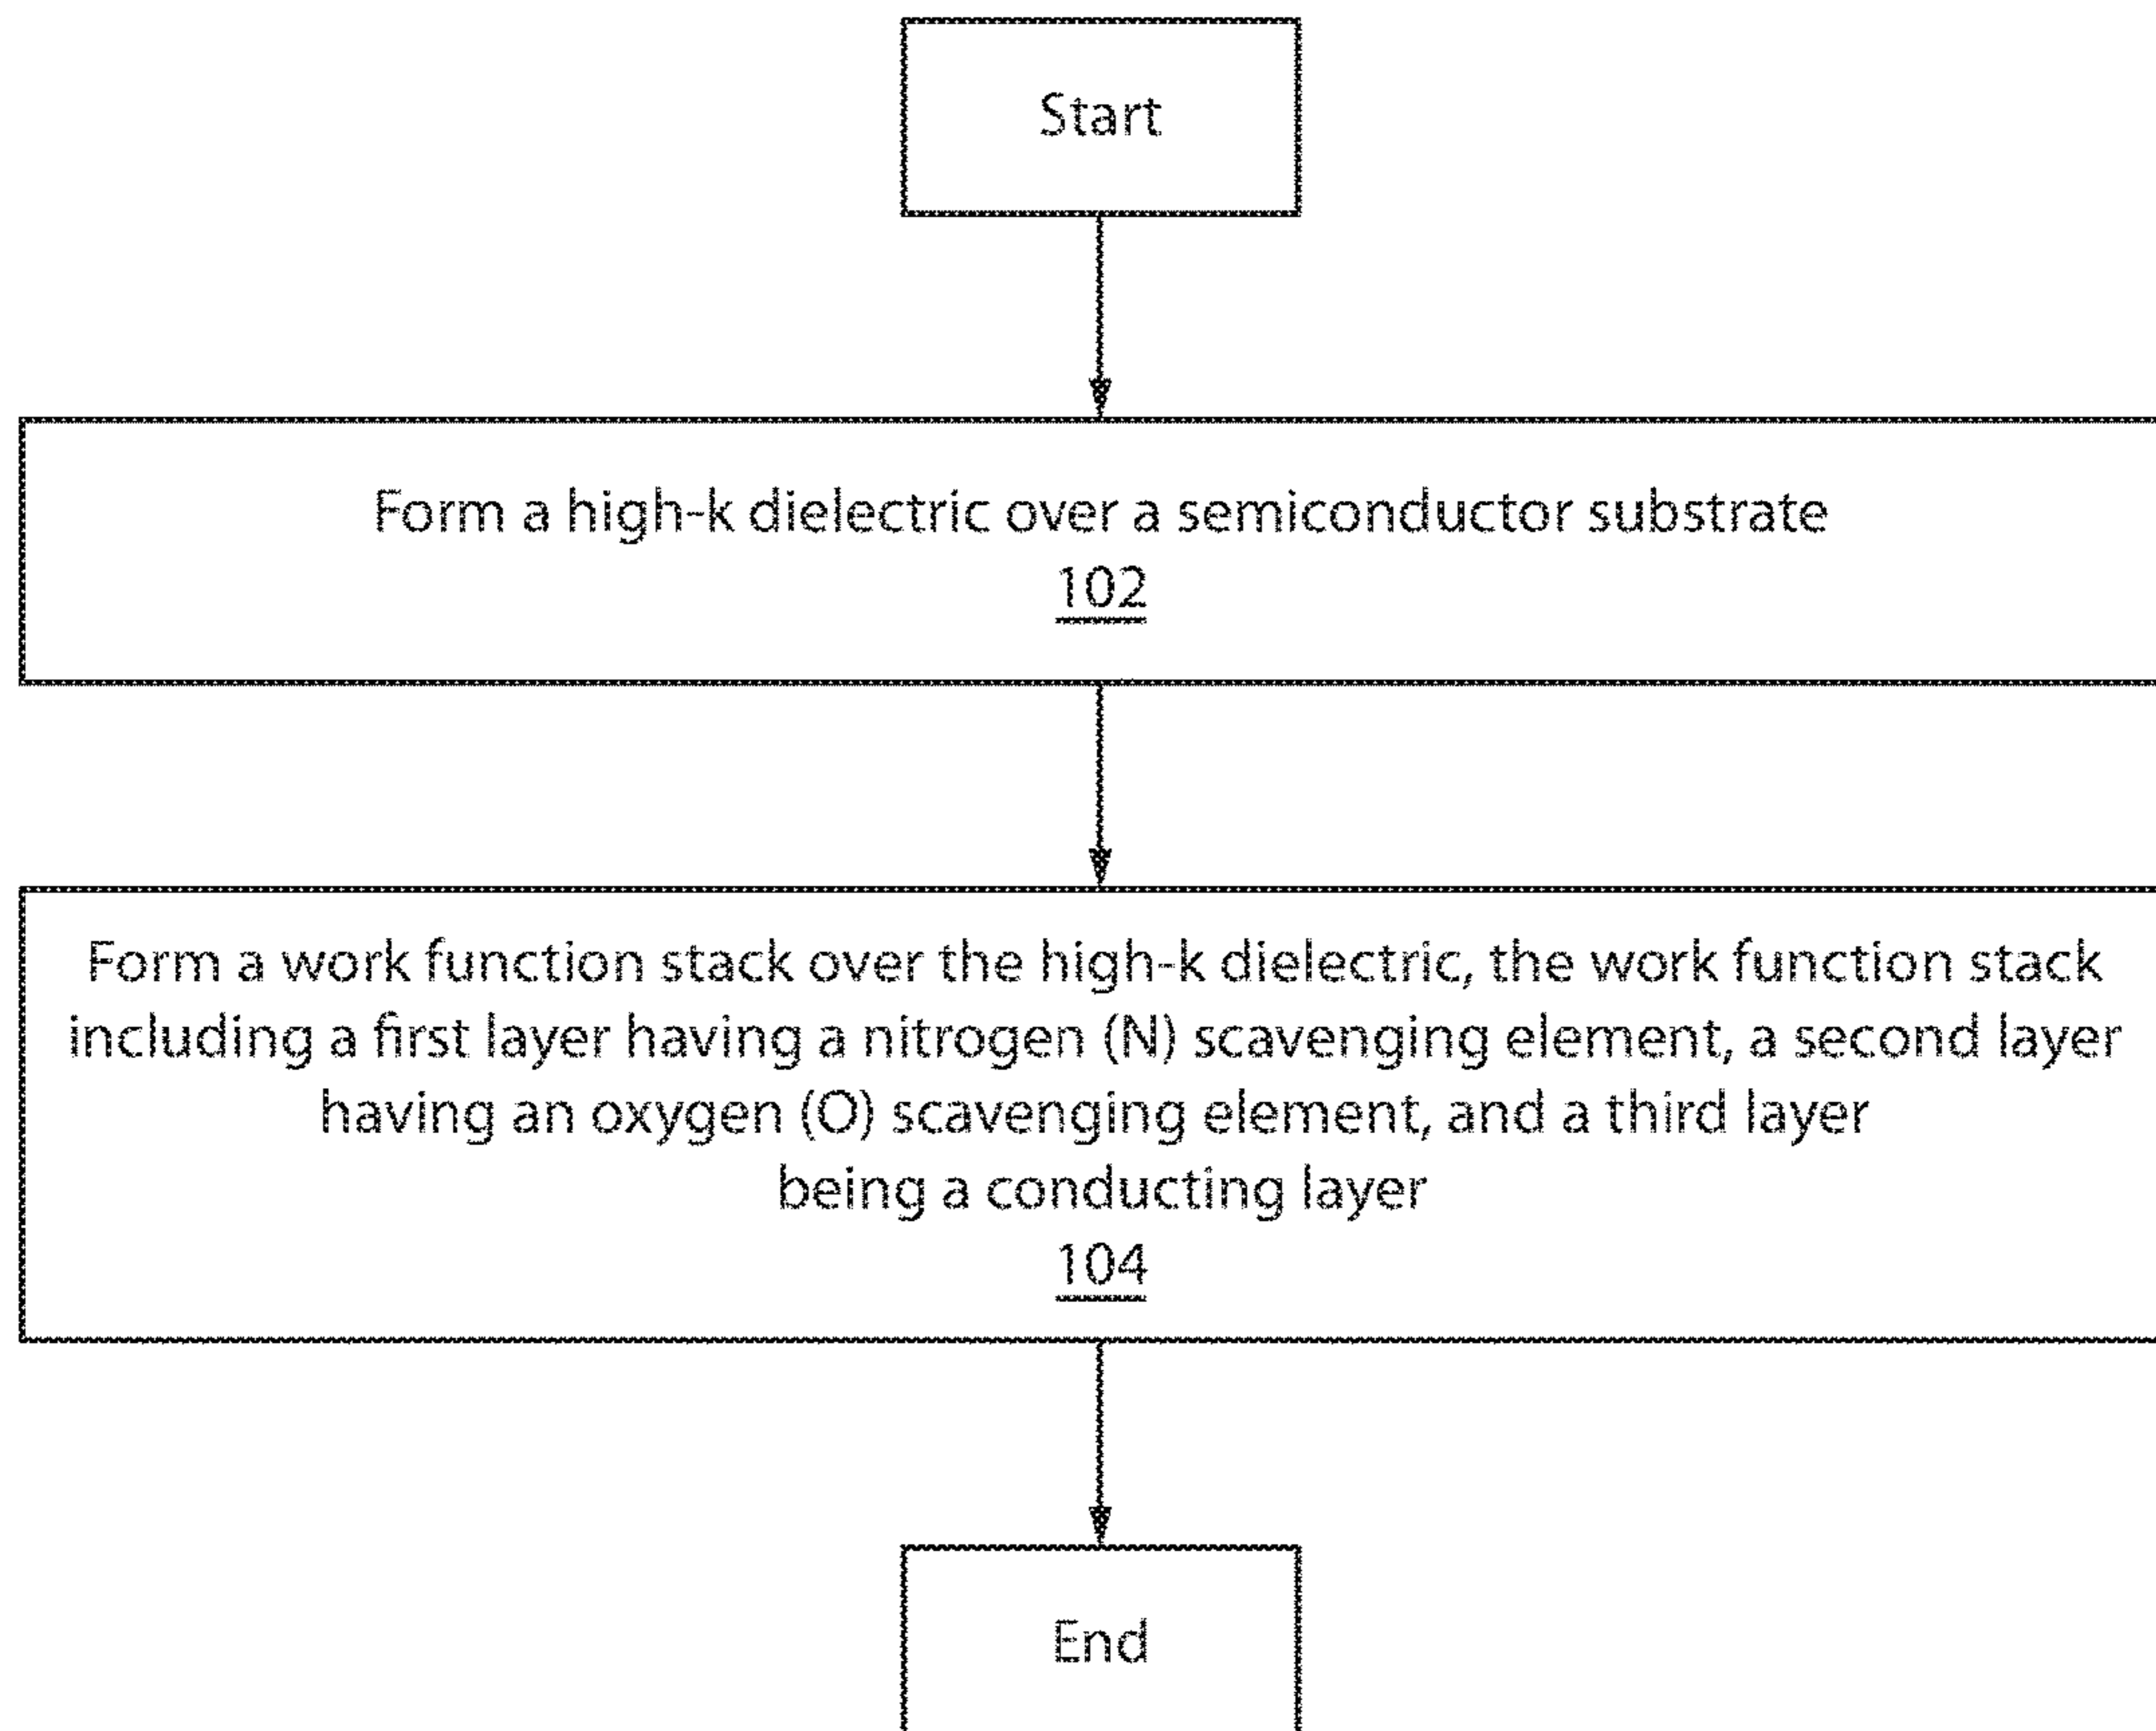 Start
Form a high-k dielectric over a semiconductor substrate
102
Form a work function stack over the high-k dielectric, the work function stack
including a first layer having a nitrogen (N) scavenging element, a second layer
having an oxygen (O) scavenging element, and a third layer
being a conducting layer
104
End